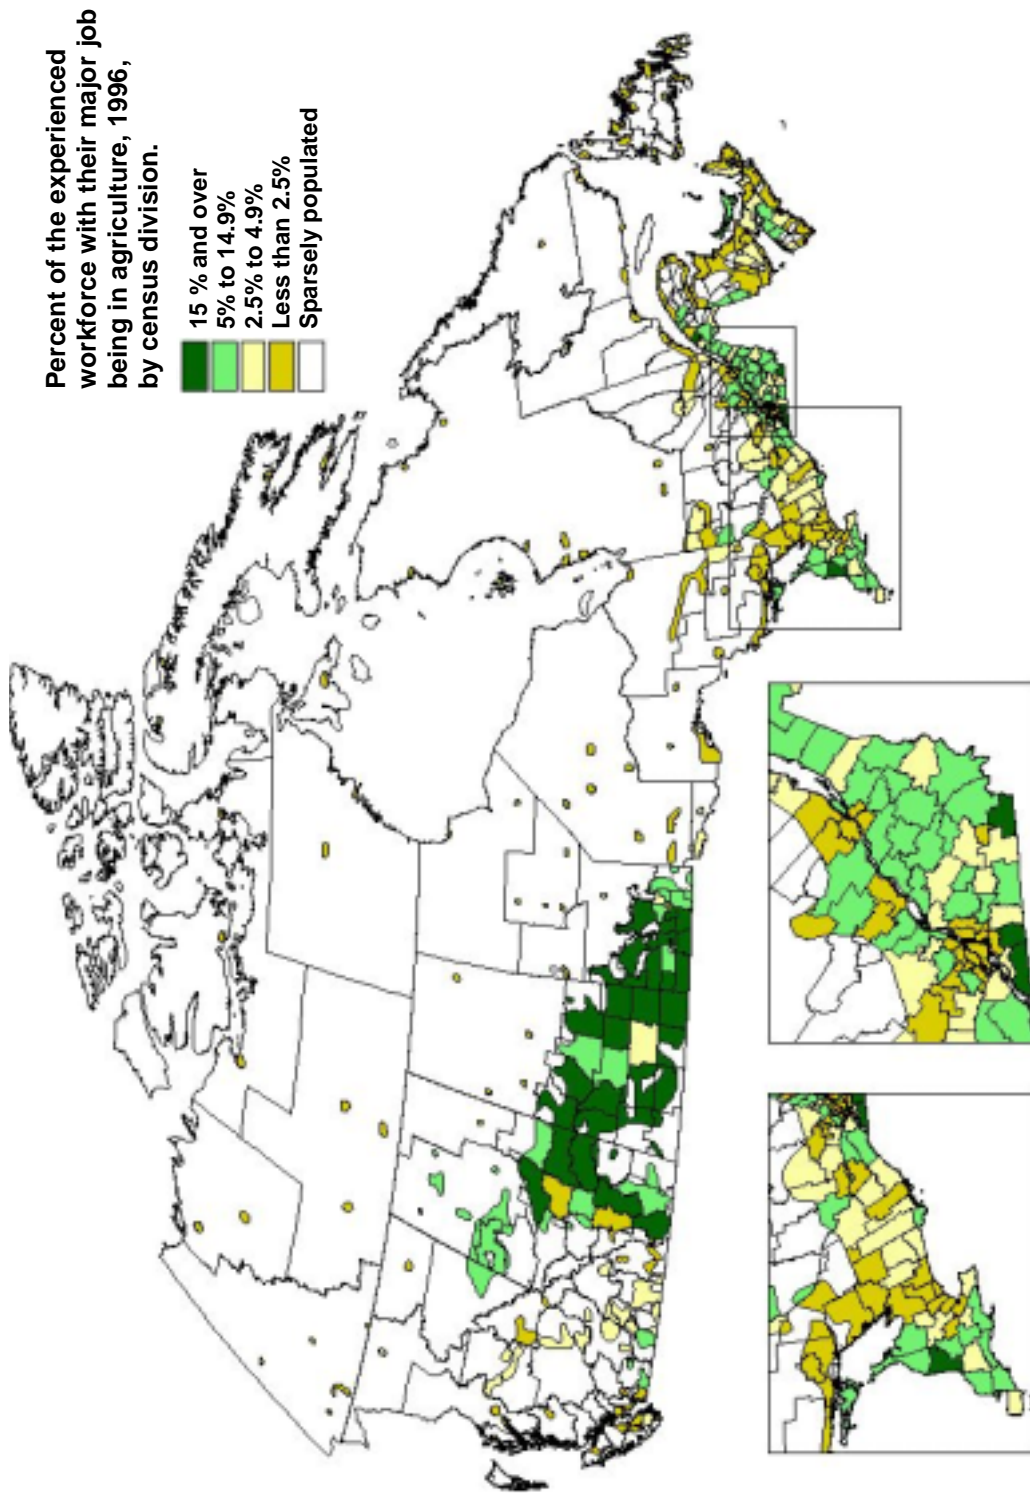 Percent of the experienced
workforce with their major job
being in agriculture, 1996,
by census division.
15 % and over
5% to 14.9%
2.5% to 4.9%
Less than 2.5%
Sparsely populated